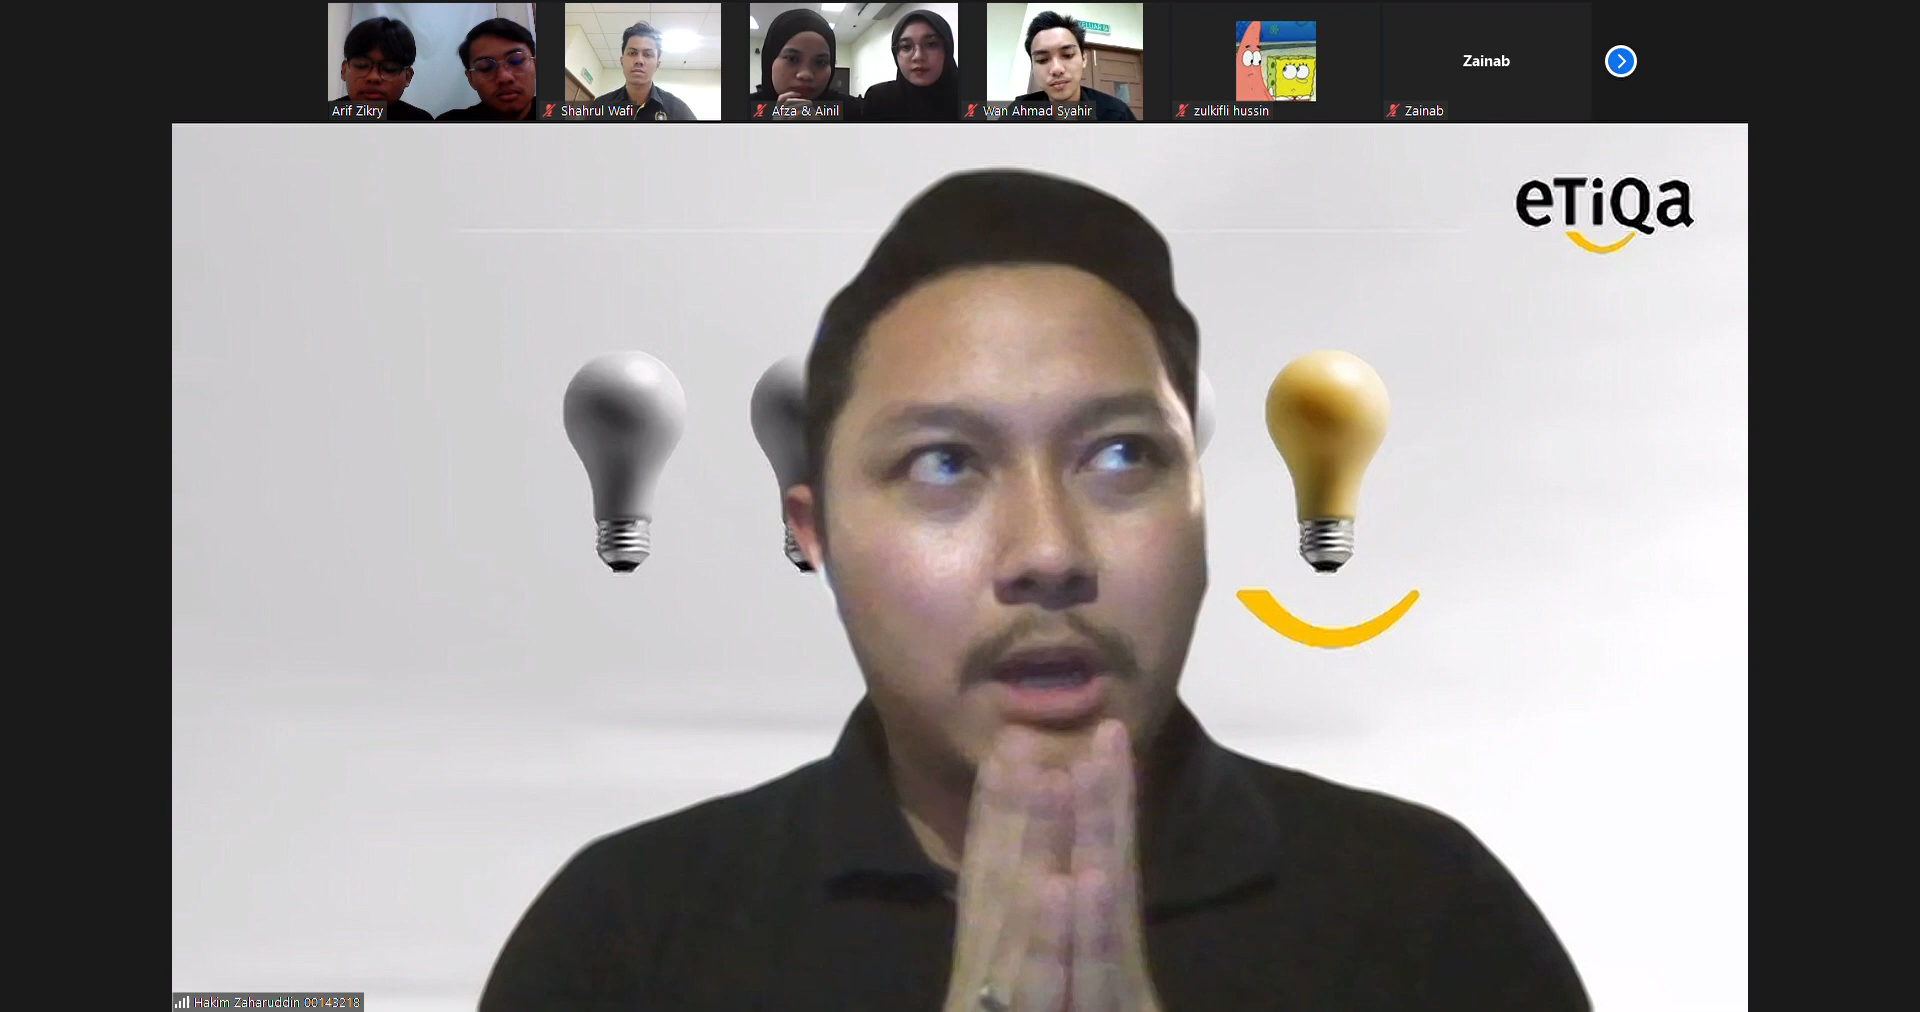 Arif Zikry
Shahrul Wafi
Afza & Ainil
Wan Ahmad Syahir
zulkifli hussin
Zainab
Zainab
eTiQa
Hakim Zaharuddin 00143218